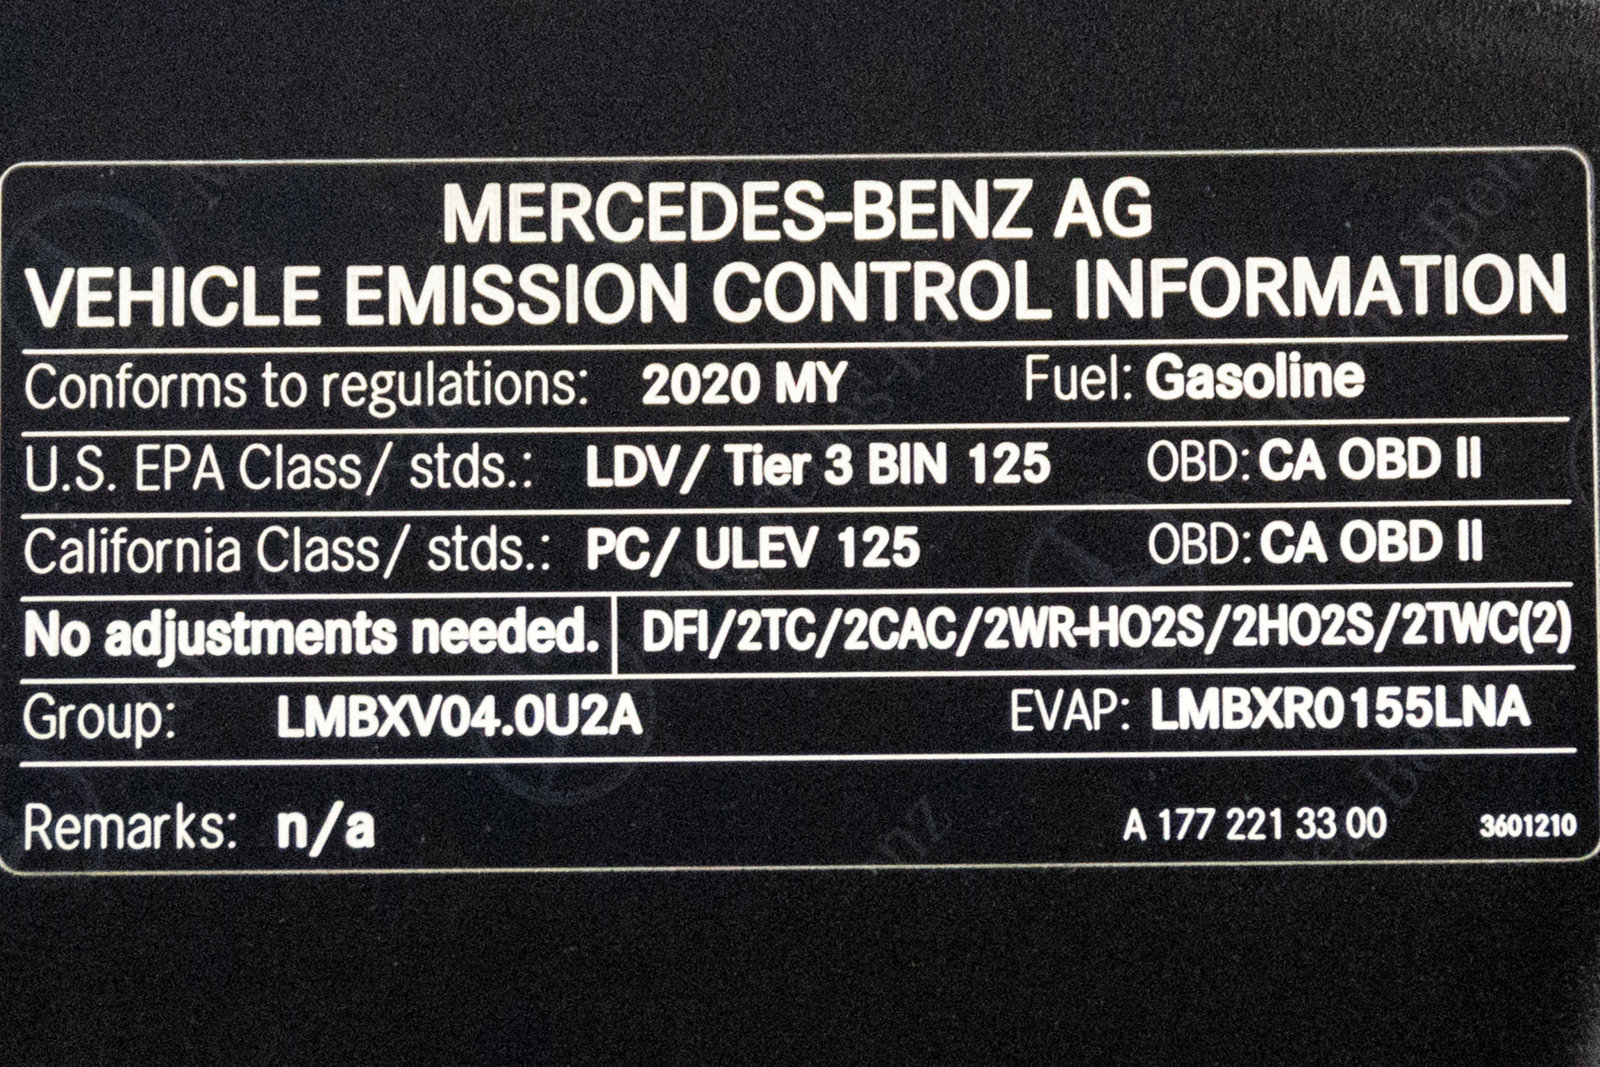 MERCEDES-BENZ AG
VEHICLE EMISSION CONTROL INFORMATION
Conforms to regulations: 2020 MY Fuel: Gasoline
U.S. EPA Class/ stds.: LDV/ Tier 3 BIN 125 OBD: CA OBD II
California Class/ stds.: PC/ ULEV 125 OBD: CA OBD II
No adjustments needed. DFI/2TC/2CAC/2WR-HO2S/2HO2S/2TWC(2)
Group: LMBXV04.0U2A EVAP: LMBXR0155LNA
Remarks: n/a A 177 221 33 00 3601210